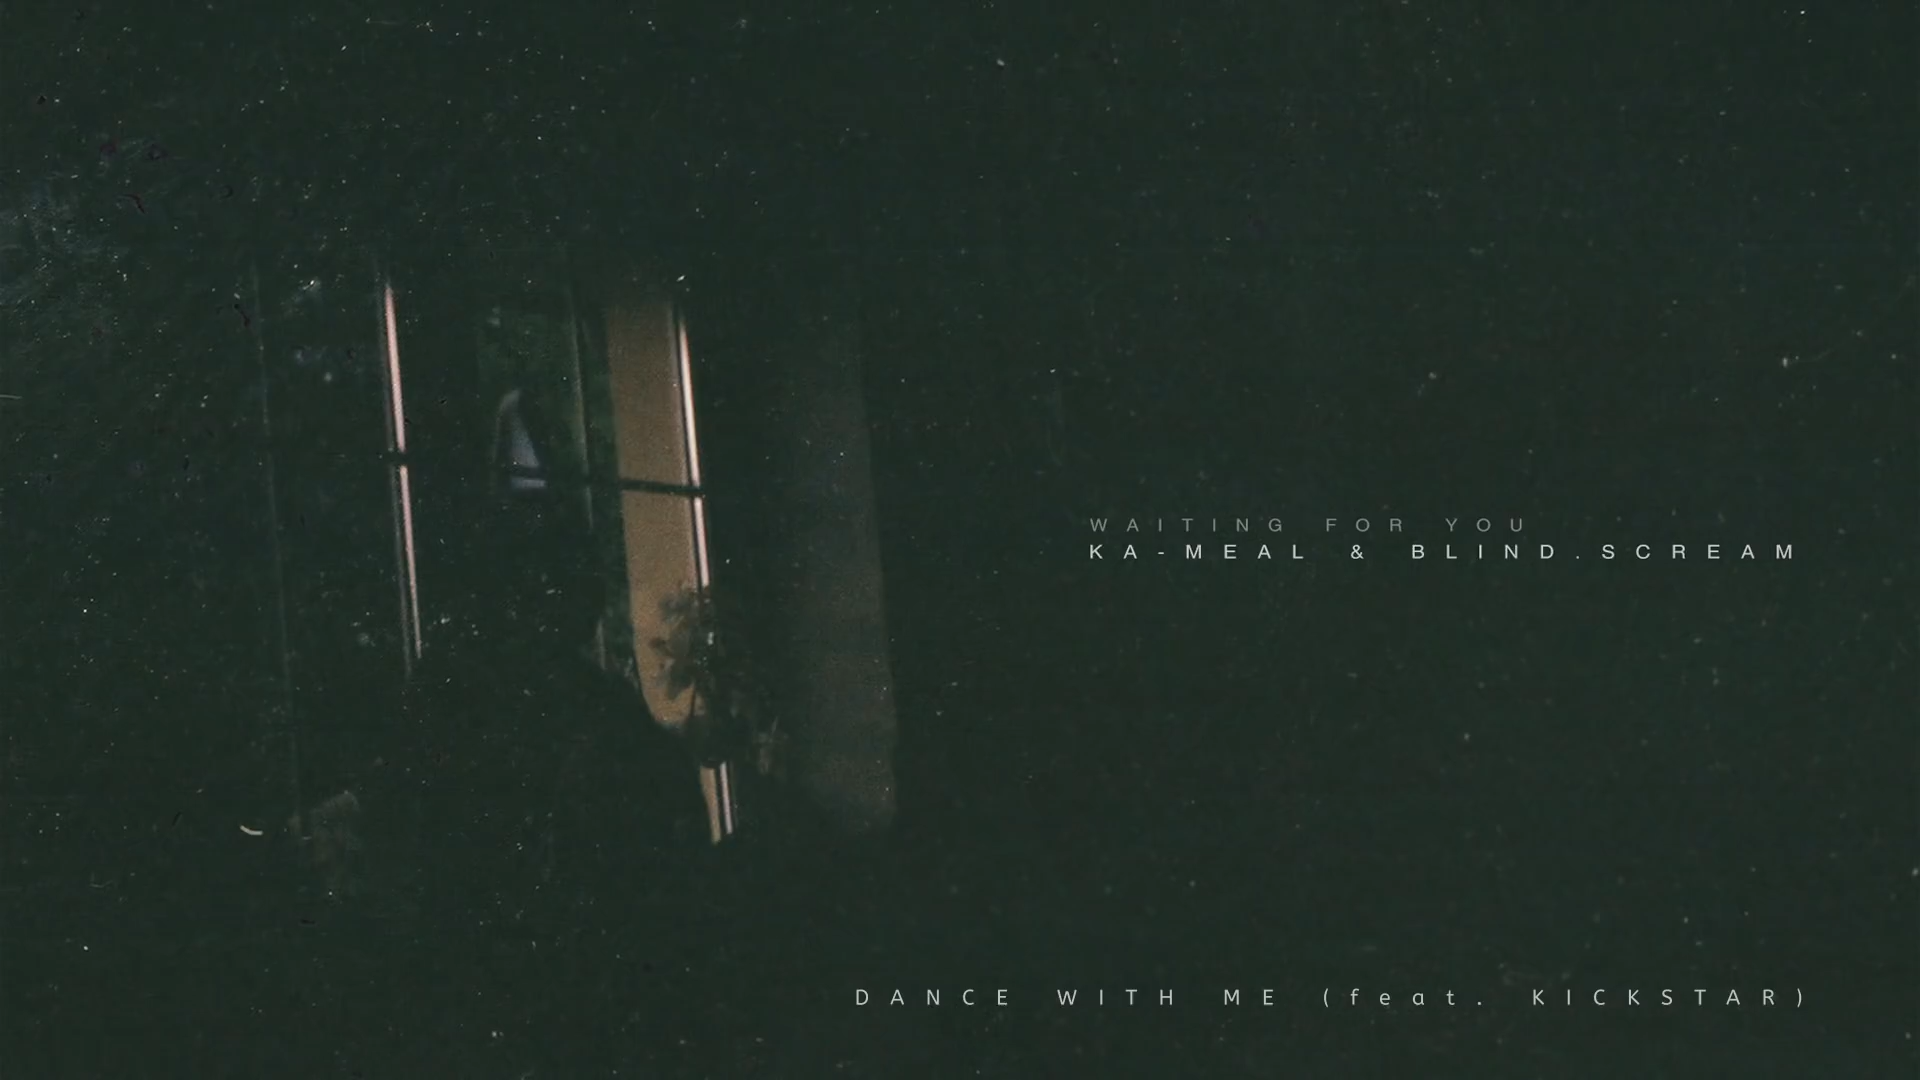 WAITING FOR YOU
KA-MEAL & BLIND.SCREAM
DANCE WITH ME (feat. KICKSTAR)